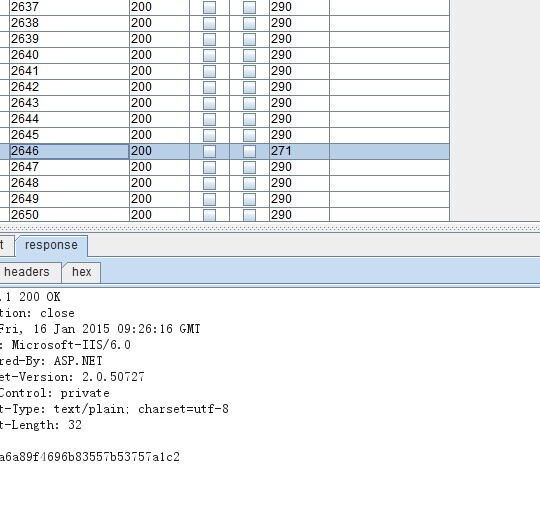 2637 200 290
2638 200 290
2639 200 290
2640 200 290
2641 200 290
2642 200 290
2643 200 290
2644 200 290
2645 200 290
2646 200 271
2647 200 290
2648 200 290
2649 200 290
2650 200 290
t response
headers hex
.1 200 OK
tion: close
Fri, 16 Jan 2015 09:26:16 GMT
: Microsoft-IIS/6.0
red-By: ASP.NET
et-Version: 2.0.50727
Control: private
t-Type: text/plain; charset=utf-8
t-Length: 32
a6a89f4696b83557b53757a1c2